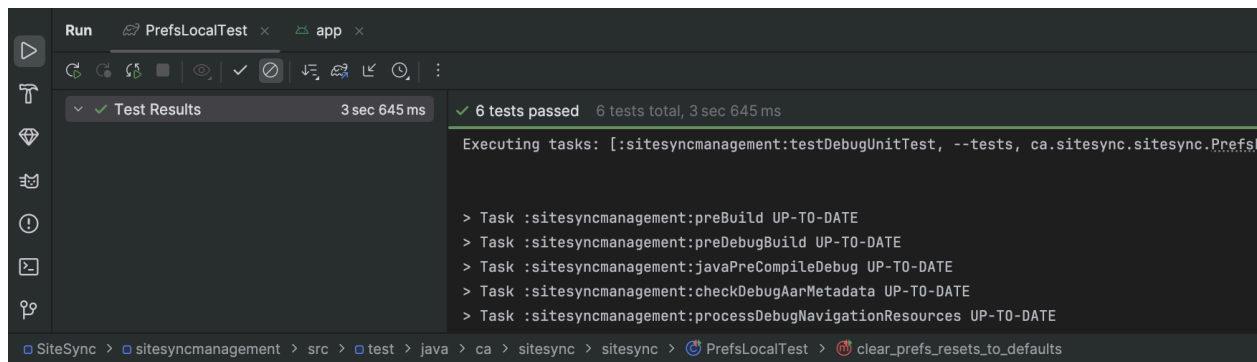 Run PrefsLocalTest × app ×
Test Results 3 sec 645 ms
6 tests passed 6 tests total, 3 sec 645 ms
Executing tasks: [:sitesyncmanagement:testDebugUnitTest, --tests, ca.sitesync.sitesync.Prefs
> Task :sitesyncmanagement:preBuild UP-TO-DATE
> Task :sitesyncmanagement:preDebugBuild UP-TO-DATE
> Task :sitesyncmanagement:javaPreCompileDebug UP-TO-DATE
> Task :sitesyncmanagement:checkDebugAarMetadata UP-TO-DATE
> Task :sitesyncmanagement:processDebugNavigationResources UP-TO-DATE
SiteSync > sitesyncmanagement > src > test > java > ca > sitesync > sitesync > PrefsLocalTest > clear_prefs_resets_to_defaults